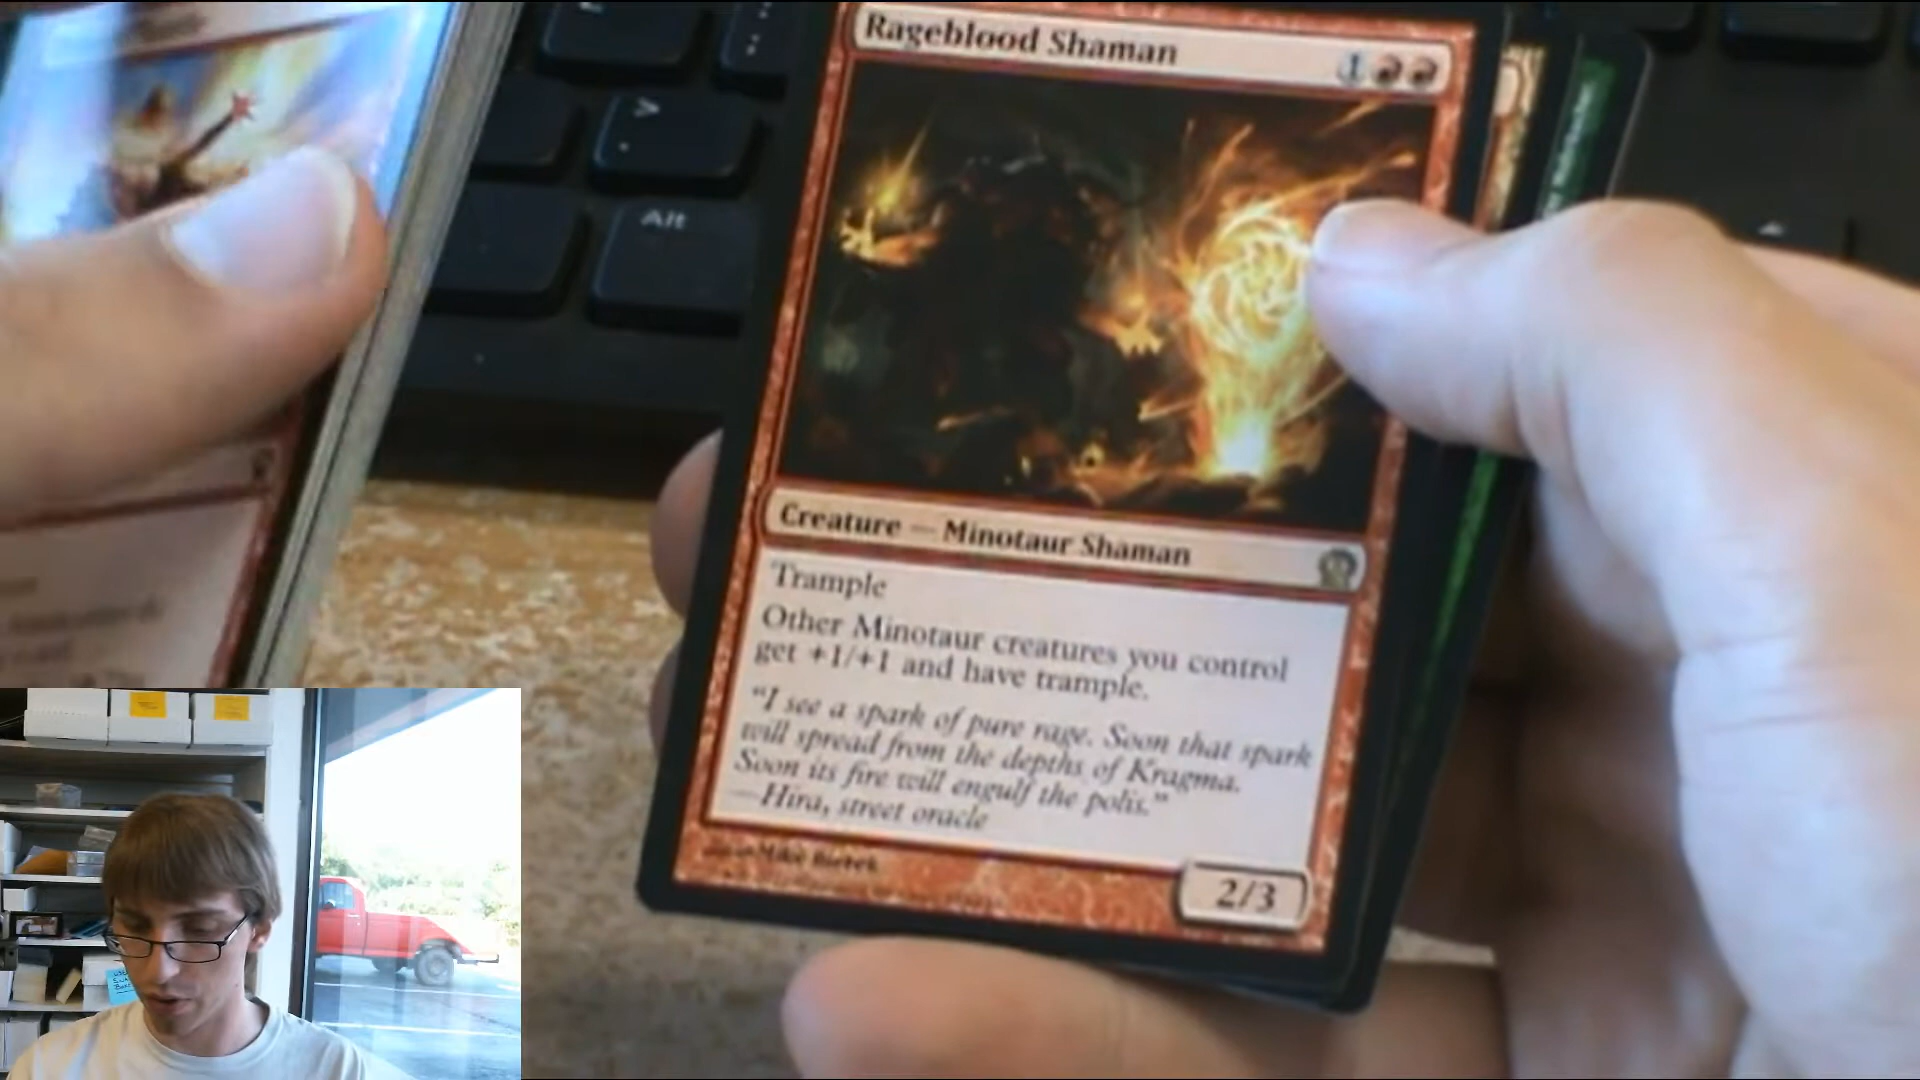 Rageblood Shaman
1
Alt
Creature — Minotaur Shaman
Trample
Other Minotaur creatures you control
get +1/+1 and have trample.
"I see a spark of pure rage. Soon that spark
will spread from the depths of Kragma.
Soon its fire will engulf the polis."
—Hira, street oracle
2/3